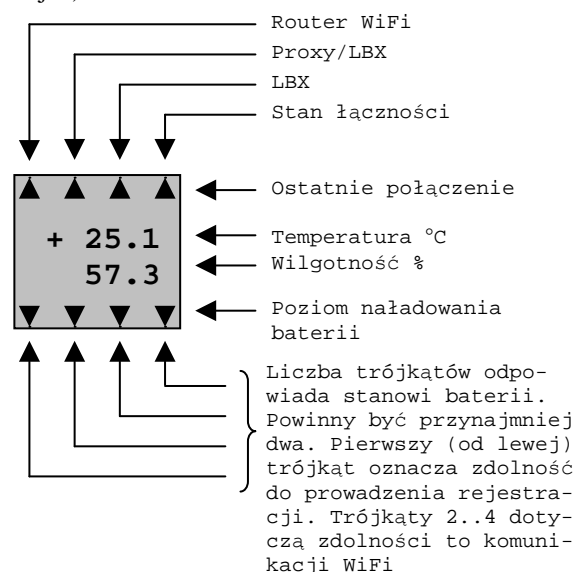 Router WiFi
Proxy/LBX
LBX
Stan łączności
Ostatnie połączenie
+ 25.1
Temperatura °C
57.3
Wilgotność %
Poziom naładowania
baterii
Liczba trójkątów odpo-
wiada stanowi baterii.
Powinny być przynajmniej
dwa. Pierwszy (od lewej)
trójkąt oznacza zdolność
do prowadzenia rejestra-
cji. Trójkąty 2..4 doty-
czą zdolności to komuni-
kacji WiFi